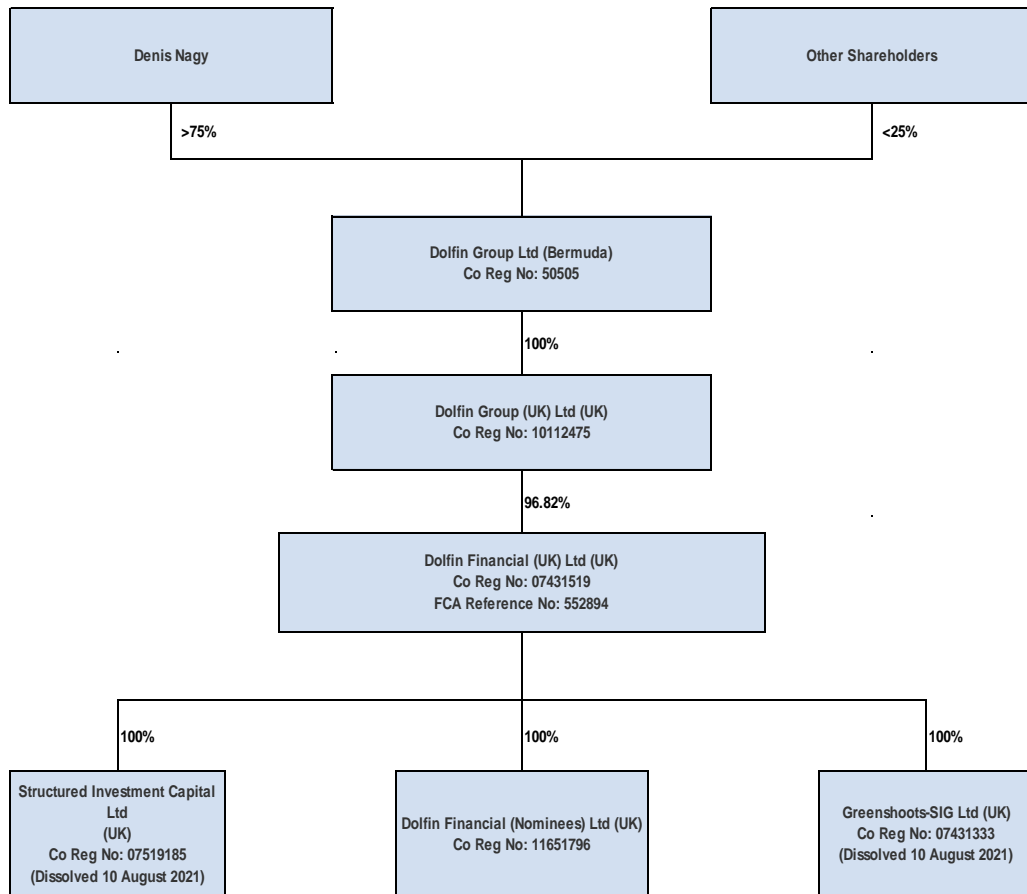 Denis Nagy
Other Shareholders
>75%
<25%
Dolfin Group Ltd (Bermuda)
Co Reg No: 50505
100%
Dolfin Group (UK) Ltd (UK)
Co Reg No: 10112475
96.82%
Dolfin Financial (UK) Ltd (UK)
Co Reg No: 07431519
FCA Reference No: 552894
100%
100%
100%
Structured Investment Capital
Ltd
(UK)
Co Reg No: 07519185
(Dissolved 10 August 2021)
Dolfin Financial (Nominees) Ltd (UK)
Co Reg No: 11651796
Greenshoots-SIG Ltd (UK)
Co Reg No: 07431333
(Dissolved 10 August 2021)